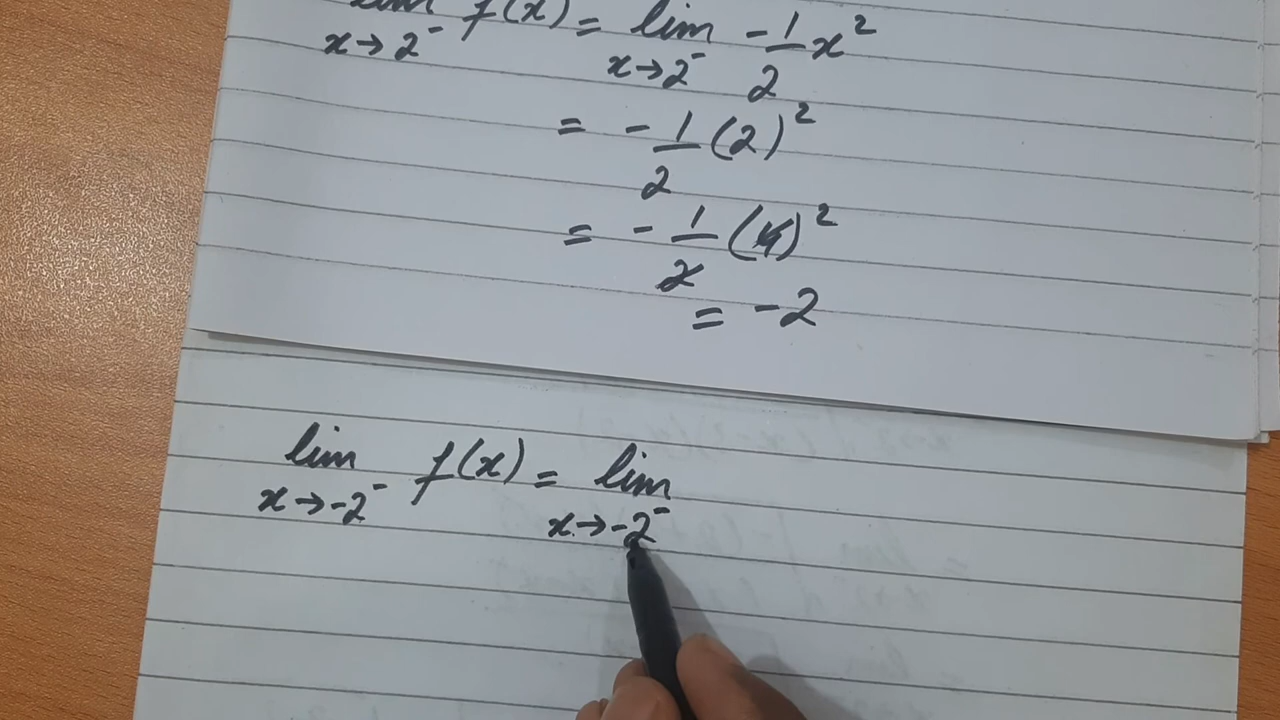 lim f(x) = lim -1/2 x²
x→2⁻ x→2⁻
= -1/2 (2)²
= -1/2 (4)²
= -2
lim f(x) = lim
x→-2⁻ x→-2⁻